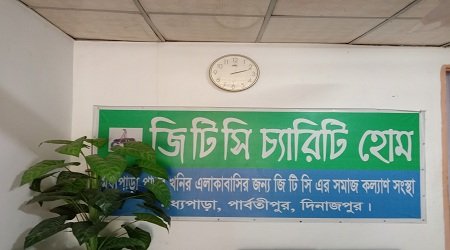 জি টি সি চ্যারিটি হোম
খনির এলাকাবাসির জন্য জি টি সি এর সমাজ কল্যাণ সংস্থা
পার্বতীপুর, দিনাজপুর।